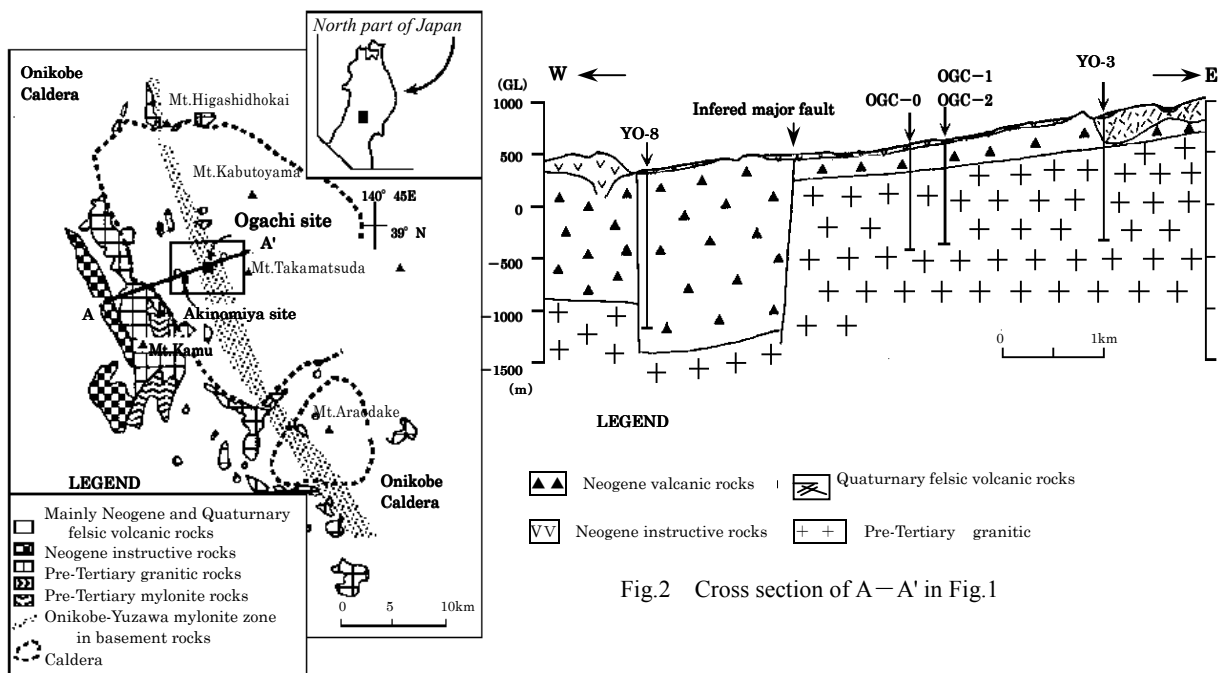 North part of Japan
Onikobe
Caldera
Mt.Higashidhokai
Mt.Kabutoyama
140° 45E
39° N
Ogachi site
A'
Mt.Takamatsuda
A
Akinomiya site
Mt.Kamu
Mt.Araodake
Onikobe
Caldera
0 5 10km
LEGEND
Mainly Neogene and Quaternary
felsic volcanic rocks
Neogene instructive rocks
Pre-Tertiary granitic rocks
Pre-Tertiary mylonite rocks
Onikobe-Yuzawa mylonite zone
in basement rocks
Caldera
W
E
(GL)
1000
500
0
−500
−1000
−1500
(m)
YO-8
Infered major fault
OGC-0
OGC-1
OGC-2
YO-3
0 1km
LEGEND
Neogene valcanic rocks
Quaternary felsic volcanic rocks
Neogene instructive rocks
Pre-Tertiary granitic
Fig.2 Cross section of A−A' in Fig.1